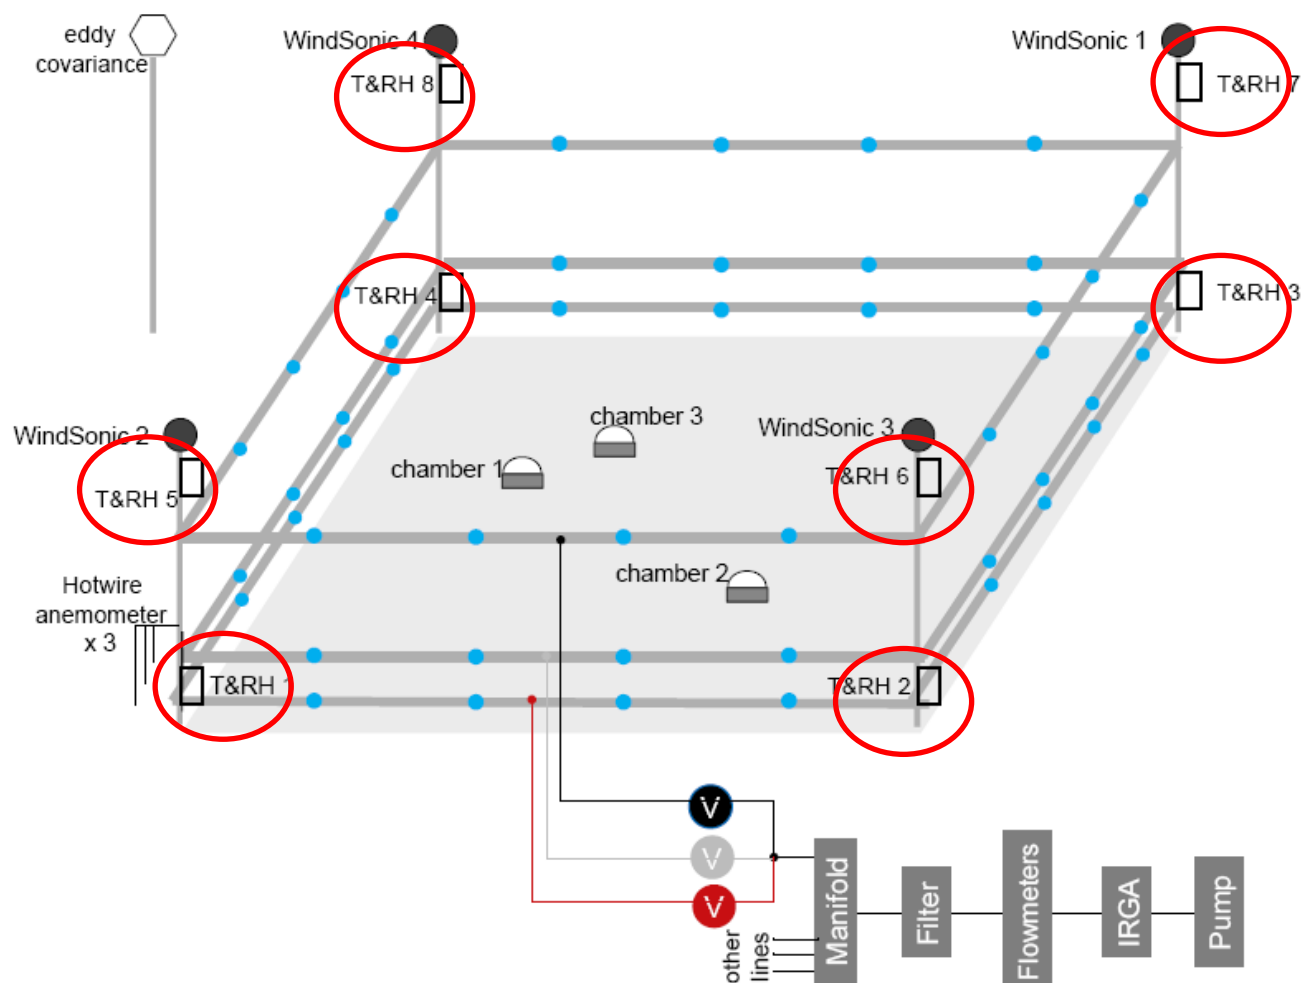 eddy
covariance
WindSonic 4
WindSonic 1
T&RH 8
T&RH 7
T&RH 4
T&RH 3
WindSonic 2
chamber 3
WindSonic 3
chamber 1
T&RH 5
T&RH 6
chamber 2
Hotwire
anemometer
x 3
T&RH 1
T&RH 2
V
V
V
other
lines
Manifold
Filter
Flowmeters
IRGA
Pump